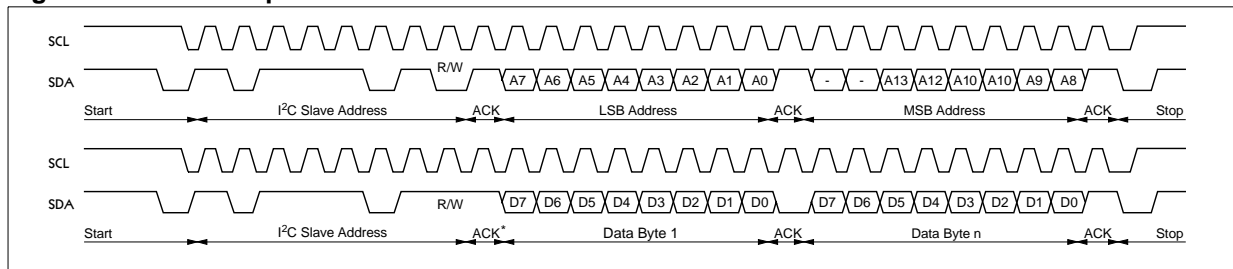 SCL
R/W
SDA A7 A6 A5 A4 A3 A2 A1 A0 - - A13 A12 A10 A10 A9 A8
Start I²C Slave Address ACK LSB Address ACK MSB Address ACK Stop
SCL
SDA R/W D7 D6 D5 D4 D3 D2 D1 D0 D7 D6 D5 D4 D3 D2 D1 D0
Start I²C Slave Address ACK* Data Byte 1 ACK Data Byte n ACK Stop